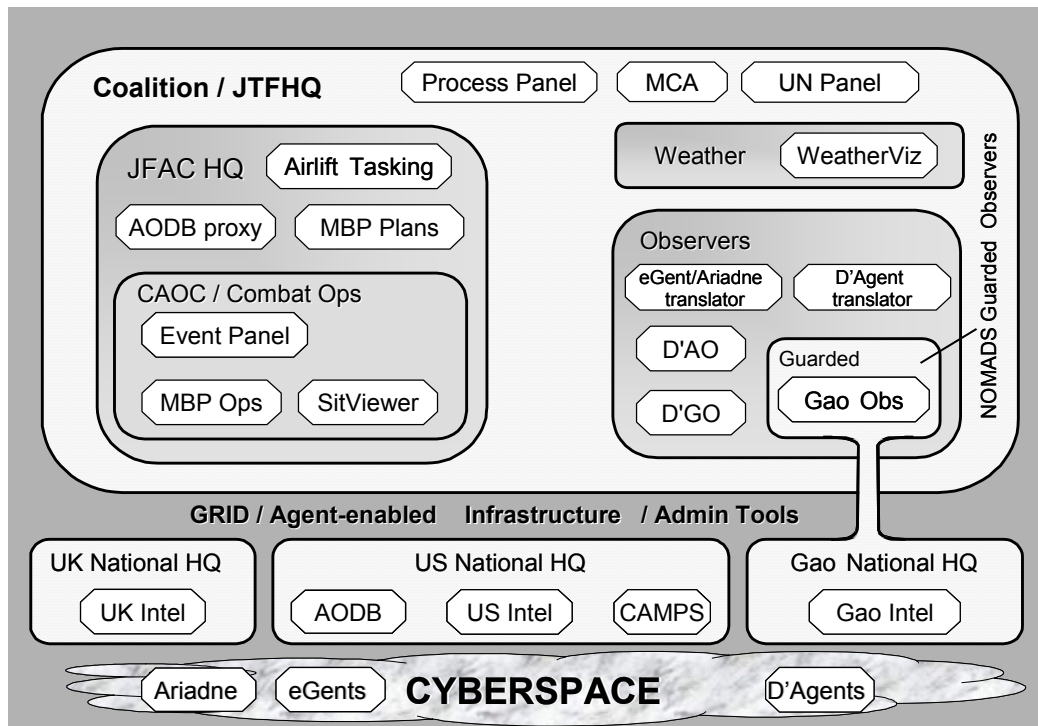 Coalition / JTFHQ
Process Panel
MCA
UN Panel
JFAC HQ
Airlift Tasking
AODB proxy
MBP Plans
CAOC / Combat Ops
Event Panel
MBP Ops
SitViewer
Weather
WeatherViz
Observers
eGent/Ariadne
translator
D'Agent
translator
D'AO
D'GO
Guarded
Gao Obs
NOMADS Guarded Observers
GRID / Agent-enabled Infrastructure / Admin Tools
UK National HQ
UK Intel
US National HQ
AODB
US Intel
CAMPS
Gao National HQ
Gao Intel
Ariadne
eGents
CYBERSPACE
D'Agents